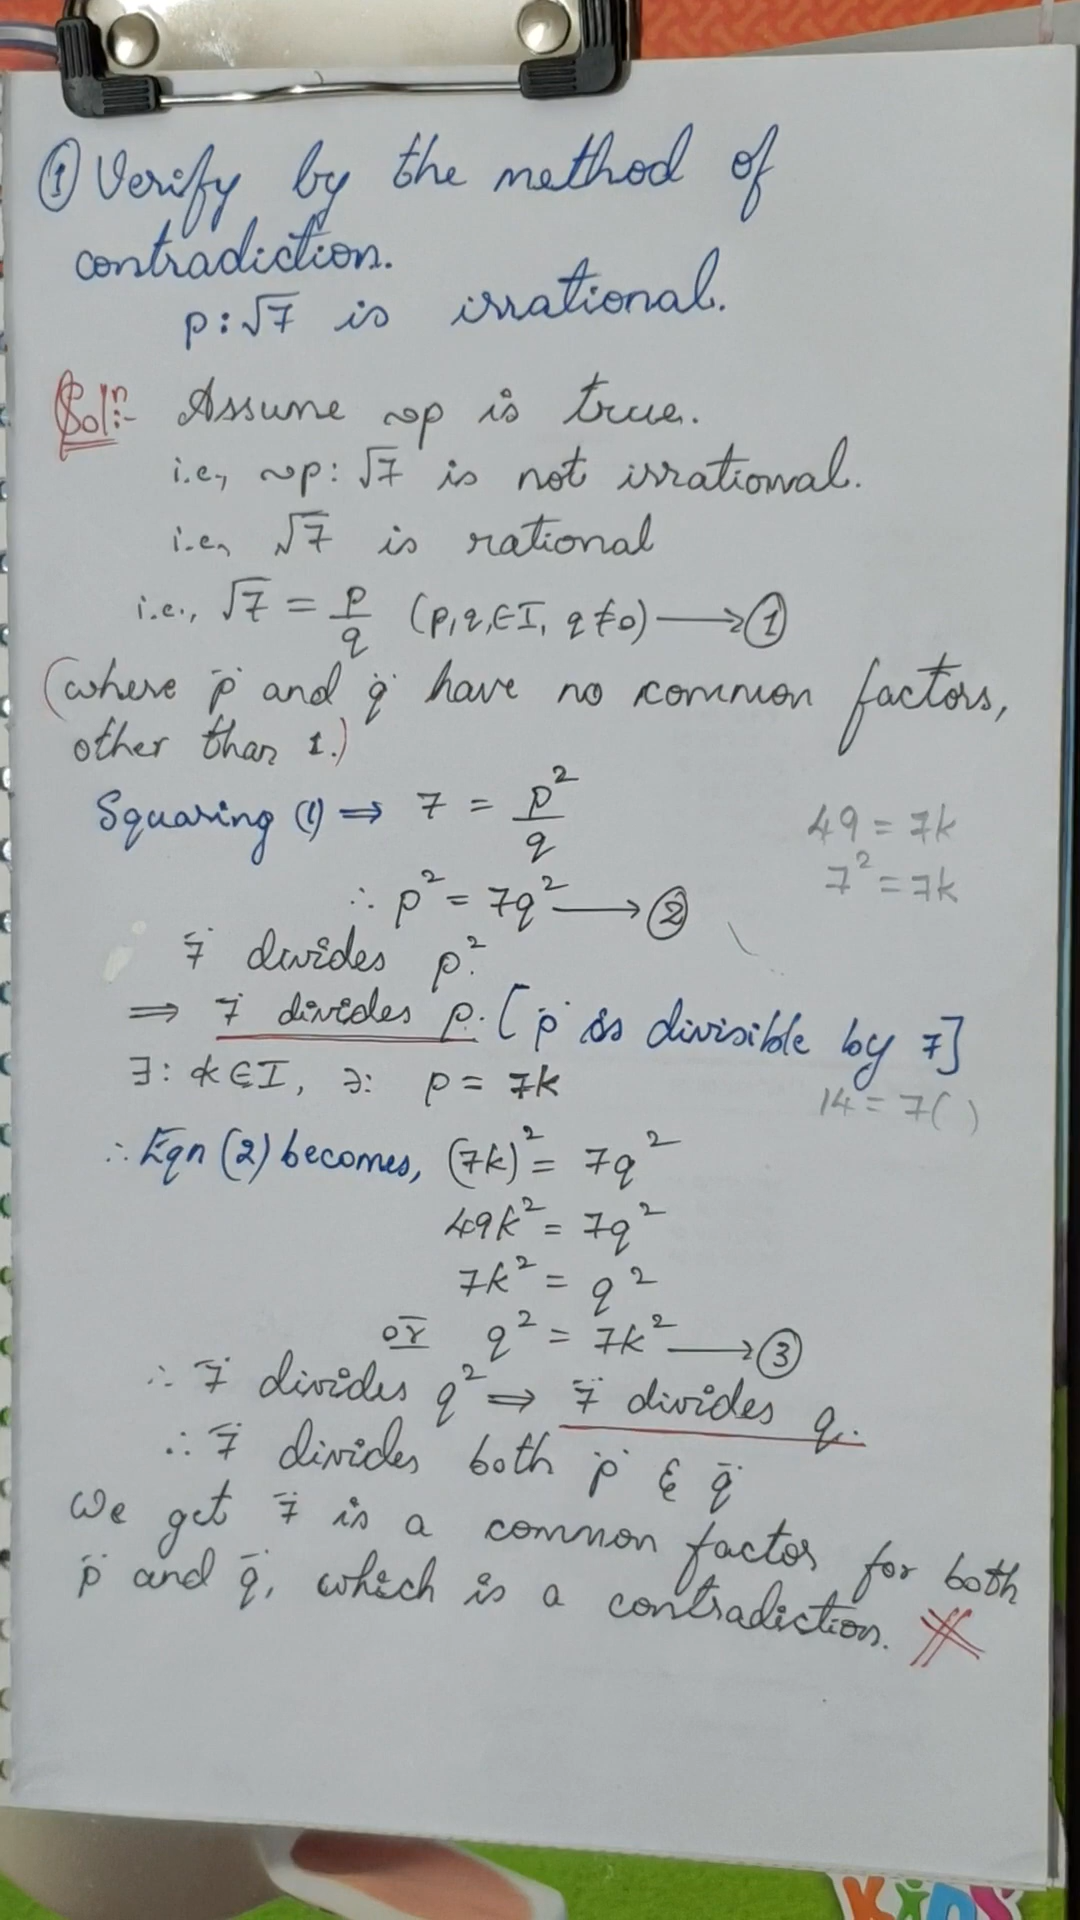 ① Verify by the method of
contradiction.
p: √7 is irrational.
Solⁿ:- Assume ~p is true.
i.e, ~p: √7 is not irrational.
i.e, √7 is rational
i.e., √7 = p/q (p,q,∈I, q≠0) ⟶ ①
(where p and q have no common factors,
other than 1.)
Squaring (1) ⇒ 7 = p²/q
49 = 7k
7² = 7k
∴ p² = 7q² ⟶ ②
7 divides p².
⇒ 7 divides p. [p is divisible by 7]
∃: k∈I, ∋: p = 7k
14 = 7( )
∴ Eqn (2) becomes, (7k)² = 7q²
49k² = 7q²
7k² = q²
or q² = 7k² ⟶ ③
∴ 7 divides q² ⇒ 7 divides q.
∴ 7 divides both p & q
We get 7 is a common factor for both
p and q, which is a contradiction.
KiDS